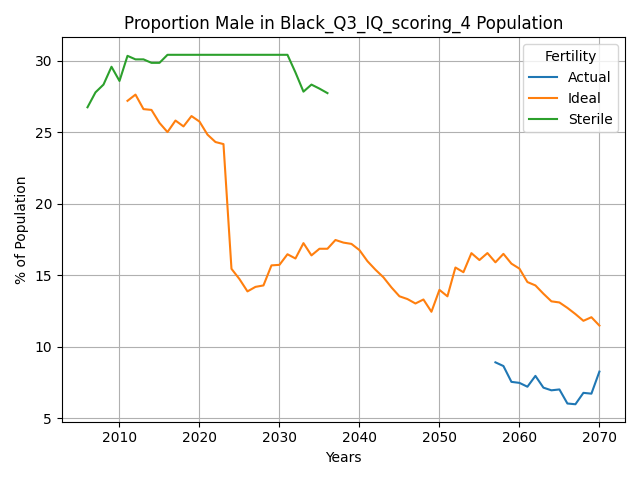 Proportion Male in Black_Q3_IQ_scoring_4 Population
% of Population
30
25
20
15
10
5
Fertility
Actual
Ideal
Sterile
2010 2020 2030 2040 2050 2060 2070
Years